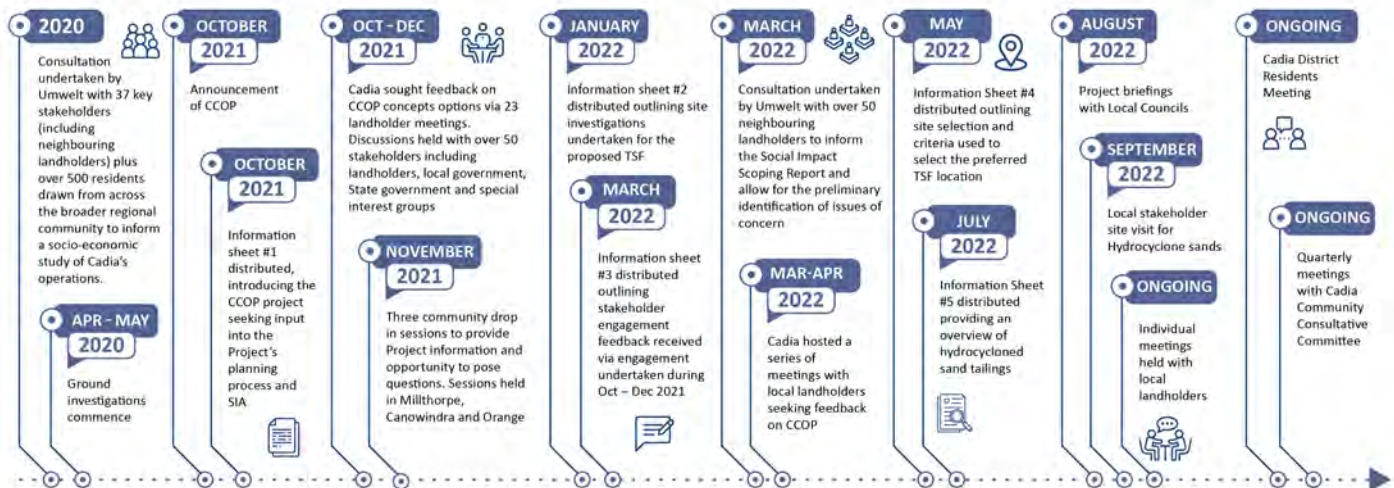 2020
Consultation
undertaken by
Umwelt with 37 key
stakeholders
(including
neighbouring
landholders) plus
over 500 residents
drawn from across
the broader regional
community to inform
a socio-economic
study of Cadia's
operations.
APR – MAY
2020
Ground
investigations
commence
OCTOBER
2021
Announcement
of CCOP
OCTOBER
2021
Information
sheet #1
distributed,
introducing the
CCOP project
seeking input
into the
Project's
planning
process and
SIA
OCT – DEC
2021
Cadia sought feedback on
CCOP concepts options via 23
landholder meetings.
Discussions held with over 50
stakeholders including
landholders, local government,
State government and special
interest groups
NOVEMBER
2021
Three community drop
in sessions to provide
Project information and
opportunity to pose
questions. Sessions held
in Millthorpe,
Canowindra and Orange
JANUARY
2022
Information sheet #2
distributed outlining site
investigations
undertaken for the
proposed TSF
MARCH
2022
Information sheet
#3 distributed
outlining
stakeholder
engagement
feedback received
via engagement
undertaken during
Oct – Dec 2021
MARCH
2022
Consultation undertaken
by Umwelt with over 50
neighbouring
landholders to inform
the Social Impact
Scoping Report and
allow for the preliminary
identification of issues of
concern
MAR-APR
2022
Cadia hosted a
series of
meetings with
local landholders
seeking feedback
on CCOP
MAY
2022
Information Sheet #4
distributed outlining
site selection and
criteria used to
select the preferred
TSF location
JULY
2022
Information Sheet
#5 distributed
providing an
overview of
hydrocycloned
sand tailings
AUGUST
2022
Project briefings
with Local Councils
SEPTEMBER
2022
Local stakeholder
site visit for
Hydrocyclone sands
ONGOING
Individual
meetings
held with
local
landholders
ONGOING
Cadia District
Residents
Meeting
ONGOING
Quarterly
meetings
with Cadia
Community
Consultative
Committee